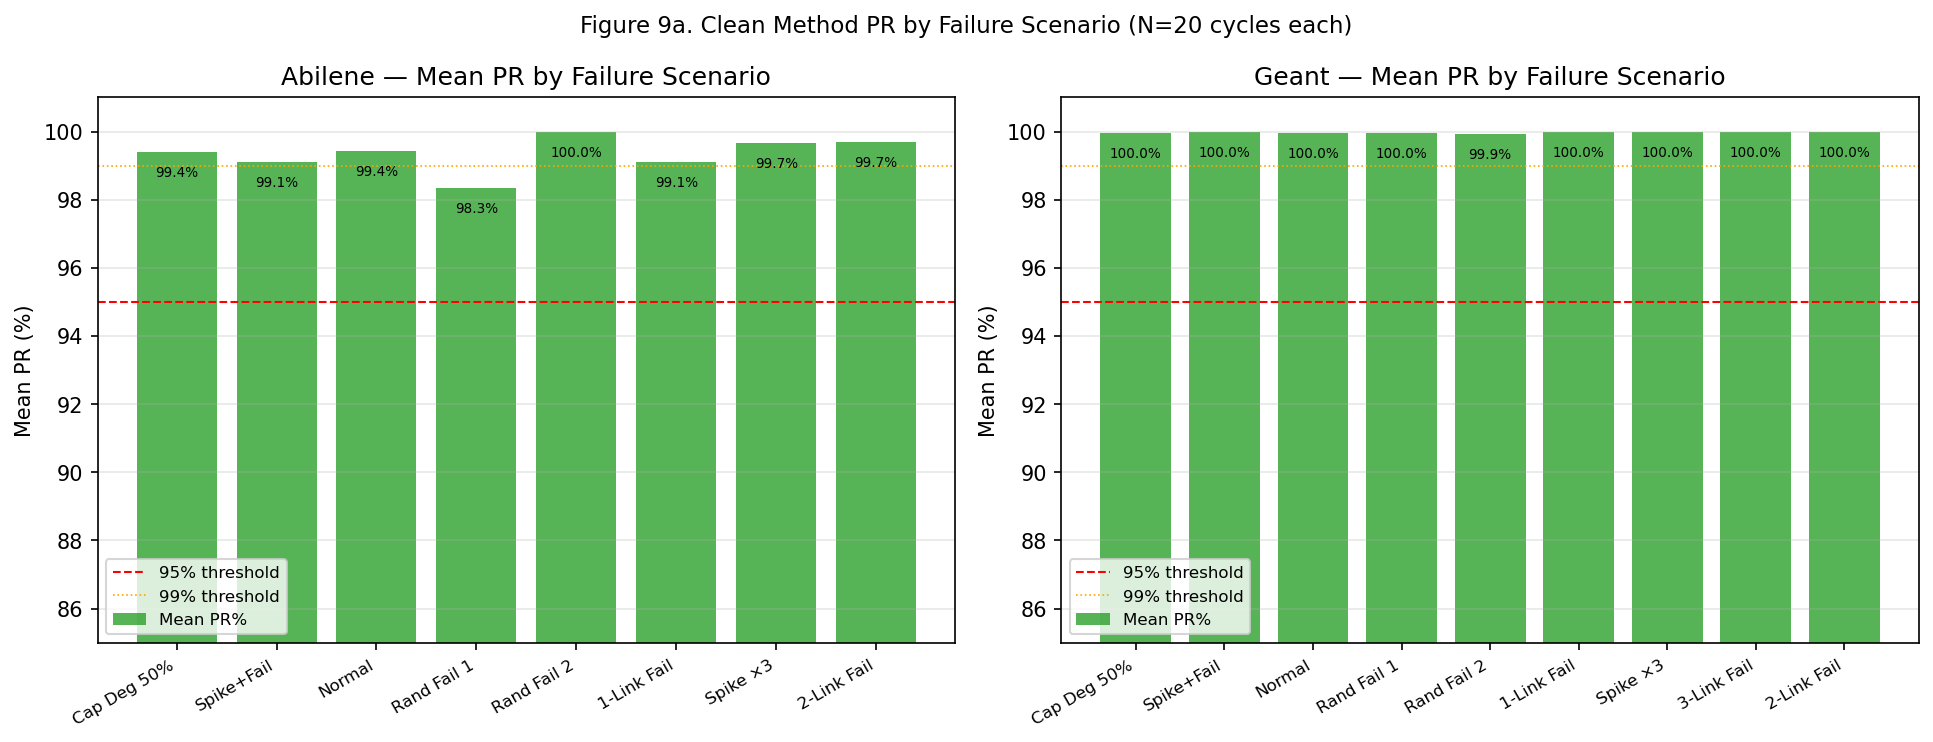 Figure 9a. Clean Method PR by Failure Scenario (N=20 cycles each)
Abilene — Mean PR by Failure Scenario
Mean PR (%)
100
98
96
94
92
90
88
86
99.4%
99.1%
99.4%
98.3%
100.0%
99.1%
99.7%
99.7%
95% threshold
99% threshold
Mean PR%
Cap Deg 50%
Spike+Fail
Normal
Rand Fail 1
Rand Fail 2
1-Link Fail
Spike ×3
2-Link Fail
Geant — Mean PR by Failure Scenario
Mean PR (%)
100
98
96
94
92
90
88
86
100.0%
100.0%
100.0%
100.0%
99.9%
100.0%
100.0%
100.0%
100.0%
95% threshold
99% threshold
Mean PR%
Cap Deg 50%
Spike+Fail
Normal
Rand Fail 1
Rand Fail 2
1-Link Fail
Spike ×3
3-Link Fail
2-Link Fail